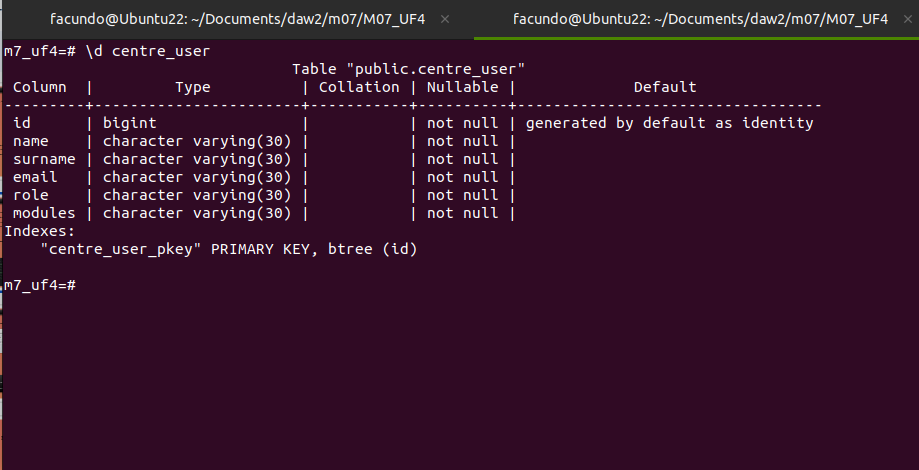 facundo@Ubuntu22: ~/Documents/daw2/m07/M07_UF4 × facundo@Ubuntu22: ~/Documents/daw2/m07/M07_UF4 ×
m7_uf4=# \d centre_user
                                Table "public.centre_user"
 Column  |         Type          | Collation | Nullable |             Default
---------+-----------------------+-----------+----------+----------------------------------
 id      | bigint                |           | not null | generated by default as identity
 name    | character varying(30) |           | not null |
 surname | character varying(30) |           | not null |
 email   | character varying(30) |           | not null |
 role    | character varying(30) |           | not null |
 modules | character varying(30) |           | not null |
Indexes:
    "centre_user_pkey" PRIMARY KEY, btree (id)
m7_uf4=#